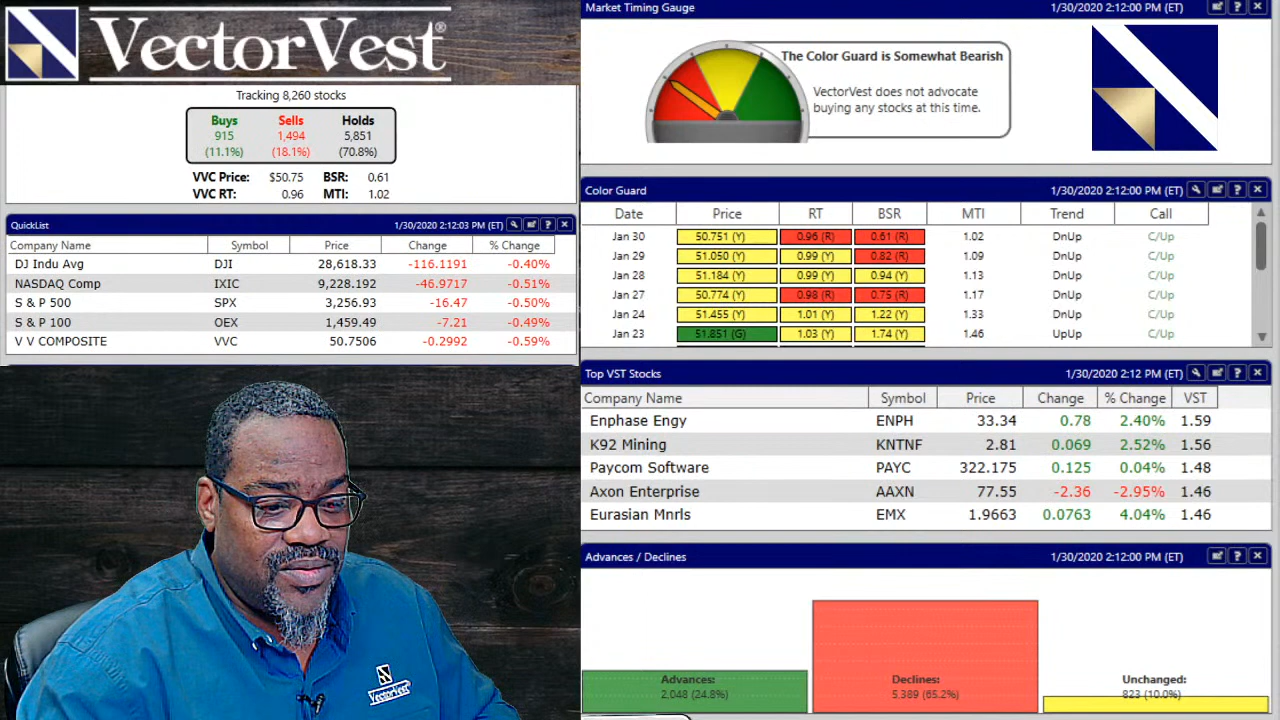 VectorVest®
Tracking 8,260 stocks
Buys Sells Holds
915 1,494 5,851
(11.1%) (18.1%) (70.8%)
VVC Price: $50.75 BSR: 0.61
VVC RT: 0.96 MTI: 1.02
QuickList 1/30/2020 2:12:03 PM (ET)
Company Name Symbol Price Change % Change
DJ Indu Avg DJI 28,618.33 -116.1191 -0.40%
NASDAQ Comp IXIC 9,228.192 -46.9717 -0.51%
S & P 500 SPX 3,256.93 -16.47 -0.50%
S & P 100 OEX 1,459.49 -7.21 -0.49%
VV COMPOSITE VVC 50.7506 -0.2992 -0.59%
VectorVest
Market Timing Gauge 1/30/2020 2:12:00 PM (ET)
The Color Guard is Somewhat Bearish
VectorVest does not advocate
buying any stocks at this time.
Color Guard 1/30/2020 2:12:00 PM (ET)
Date Price RT BSR MTI Trend Call
Jan 30 50.751 (Y) 0.96 (R) 0.61 (R) 1.02 DnUp C/Up
Jan 29 51.050 (Y) 0.99 (Y) 0.82 (R) 1.09 DnUp C/Up
Jan 28 51.184 (Y) 0.99 (Y) 0.94 (Y) 1.13 DnUp C/Up
Jan 27 50.774 (Y) 0.98 (R) 0.75 (R) 1.17 DnUp C/Up
Jan 24 51.455 (Y) 1.01 (Y) 1.22 (Y) 1.33 DnUp C/Up
Jan 23 51.851 (G) 1.03 (Y) 1.74 (Y) 1.46 UpUp C/Up
Top VST Stocks 1/30/2020 2:12 PM (ET)
Company Name Symbol Price Change % Change VST
Enphase Engy ENPH 33.34 0.78 2.40% 1.59
K92 Mining KNTNF 2.81 0.069 2.52% 1.56
Paycom Software PAYC 322.175 0.125 0.04% 1.48
Axon Enterprise AAXN 77.55 -2.36 -2.95% 1.46
Eurasian Mnrls EMX 1.9663 0.0763 4.04% 1.46
Advances / Declines 1/30/2020 2:12:00 PM (ET)
Advances: Declines: Unchanged:
2,048 (24.8%) 5,389 (65.2%) 823 (10.0%)